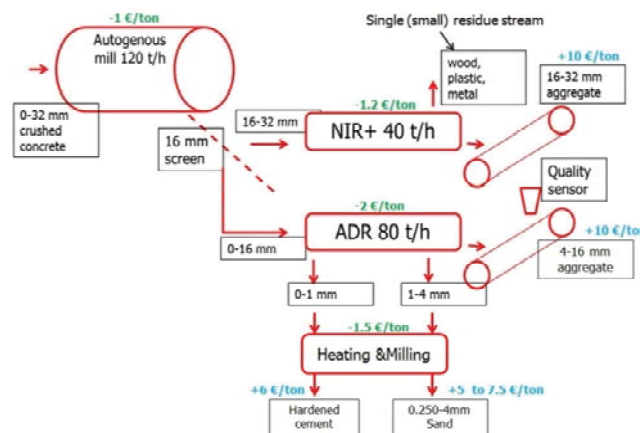 -1 €/ton
Autogenous
mill 120 t/h
0-32 mm
crushed
concrete
16 mm
screen
Single (small) residue stream
wood,
plastic,
metal
+10 €/ton
16-32 mm
aggregate
-1.2€/ton
16-32 mm
NIR+ 40 t/h
Quality
sensor
-2 €/ton
ADR 80 t/h
0-16 mm
+10 €/ton
4-16 mm
aggregate
0-1 mm
1-4 mm
-1.5€/ton
Heating &Milling
+6 €/ton
+5 to 7.5€/ton
Hardened
cement
0.250-4mm
Sand